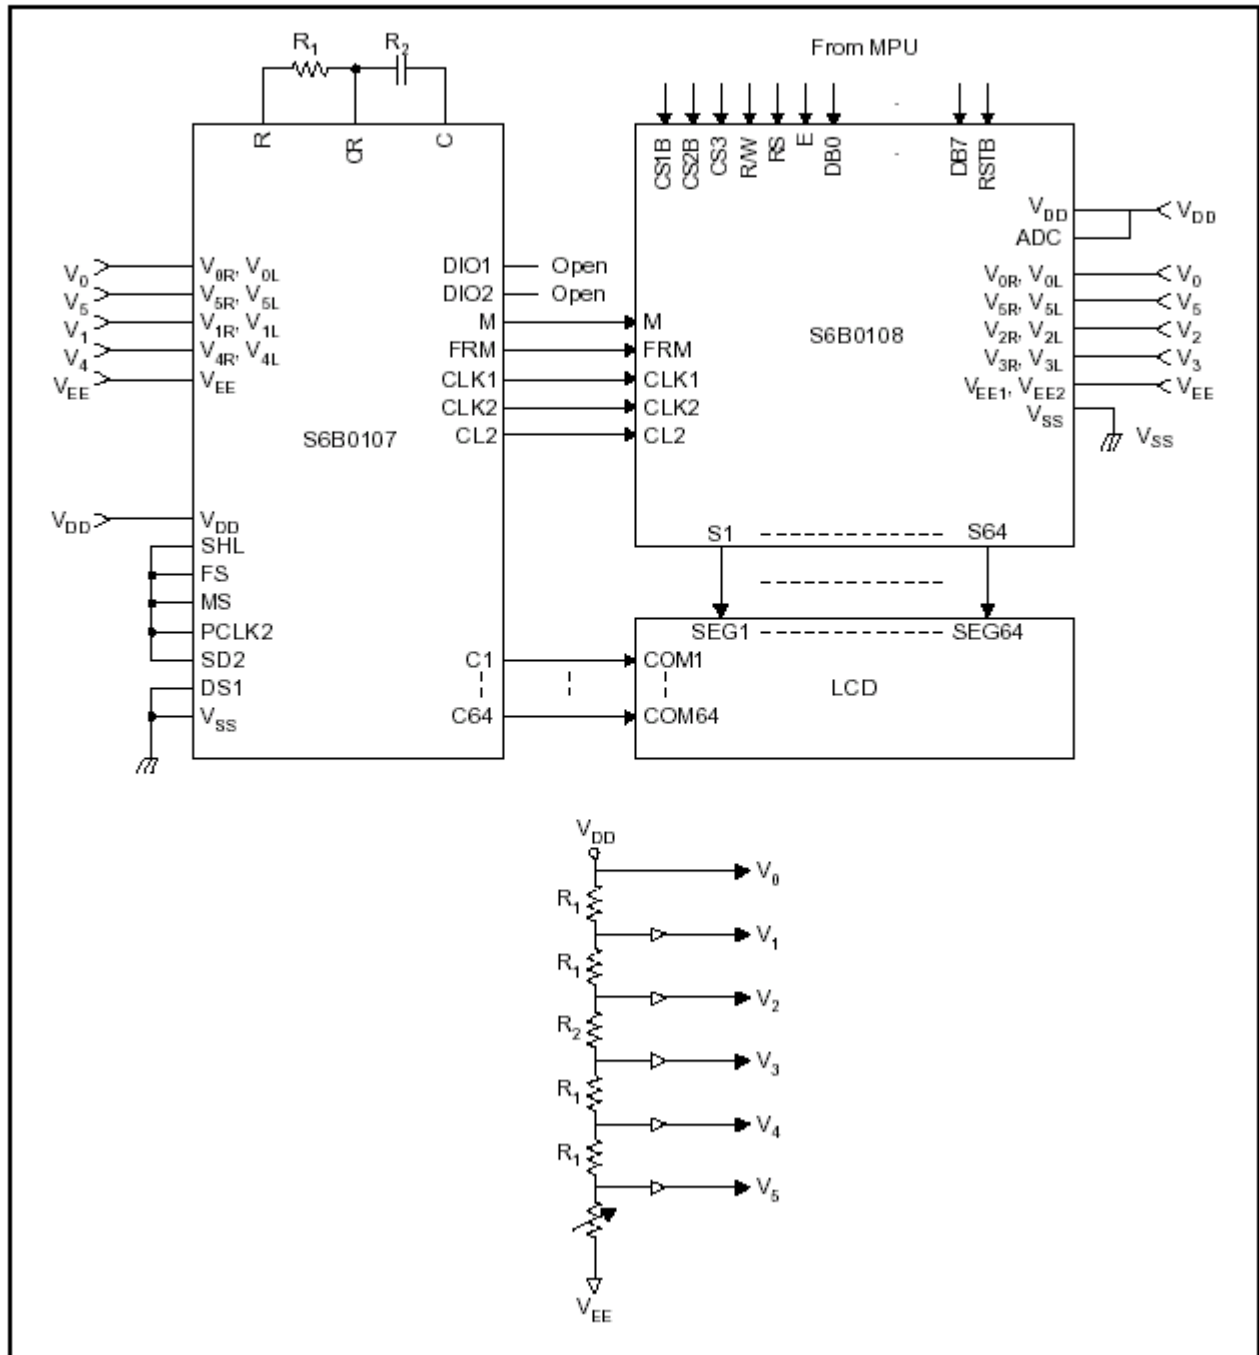 R1 R2
From MPU
R CR C
CS1B CS2B CS3 R/W RS E DB0 DB7 RSTB
VDD VDD
ADC
V0 V0R, V0L DIO1 Open V0R, V0L V0
V5 V5R, V5L DIO2 Open V5R, V5L V5
V1 V1R, V1L M M S6B0108 V2R, V2L V2
V4 V4R, V4L FRM FRM V3R, V3L V3
VEE VEE CLK1 CLK1 VEE1, VEE2 VEE
CLK2 CLK2 VSS
S6B0107 CL2 CL2 VSS
VDD VDD
S1 S64
SHL
FS
MS
PCLK2 SEG1 SEG64
SD2 C1 COM1
DS1 LCD
VSS C64 COM64
VDD
V0
R1
V1
R1
V2
R2
V3
R1
V4
R1
V5
VEE